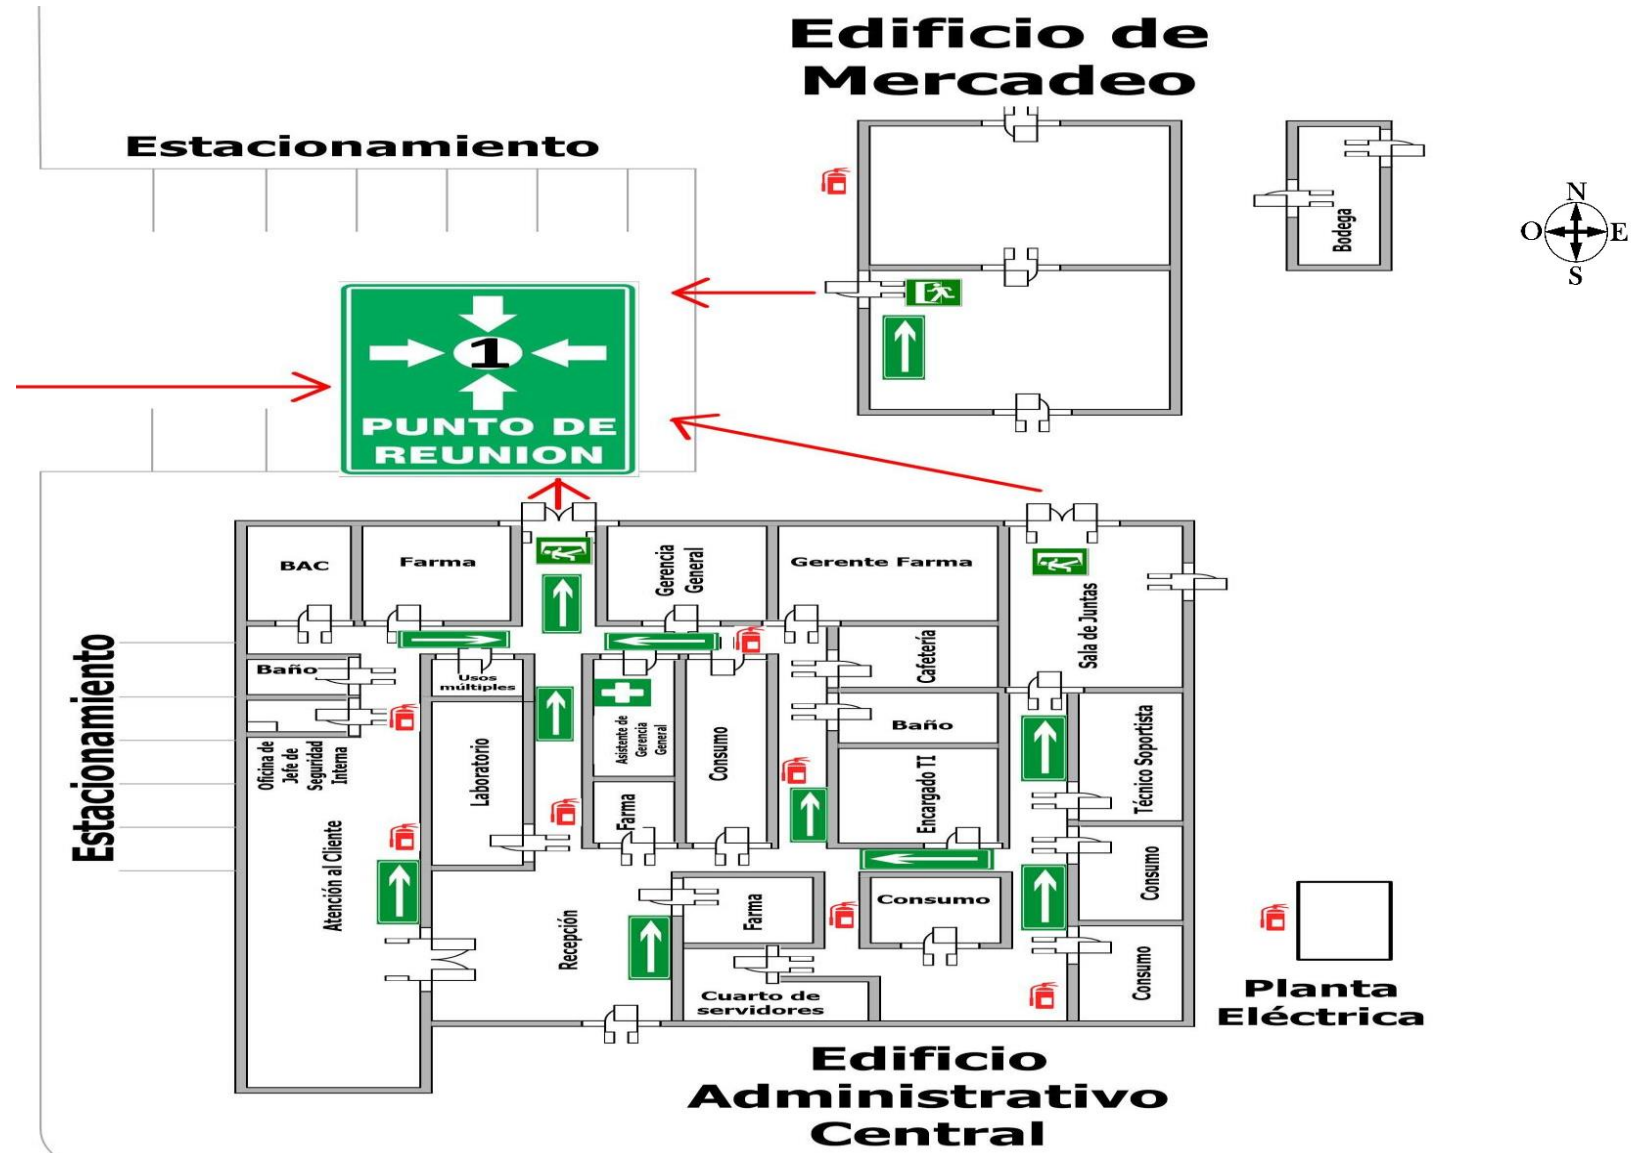 Edificio de
Mercadeo
Estacionamiento
Bodega
N
O
E
S
1
PUNTO DE
REUNION
BAC
Farma
Gerencia
General
Gerente Farma
Sala de Juntas
Cafetería
Baño
Usos
múltiples
Baño
Oficina de
Jefe de
Seguridad
Interna
Laboratorio
Asistente de
Gerencia
General
Consumo
Encargado TI
Técnico Soportista
Estacionamiento
Farma
Atención al Cliente
Consumo
Consumo
Farma
Recepción
Consumo
Cuarto de
servidores
Planta
Eléctrica
Edificio
Administrativo
Central